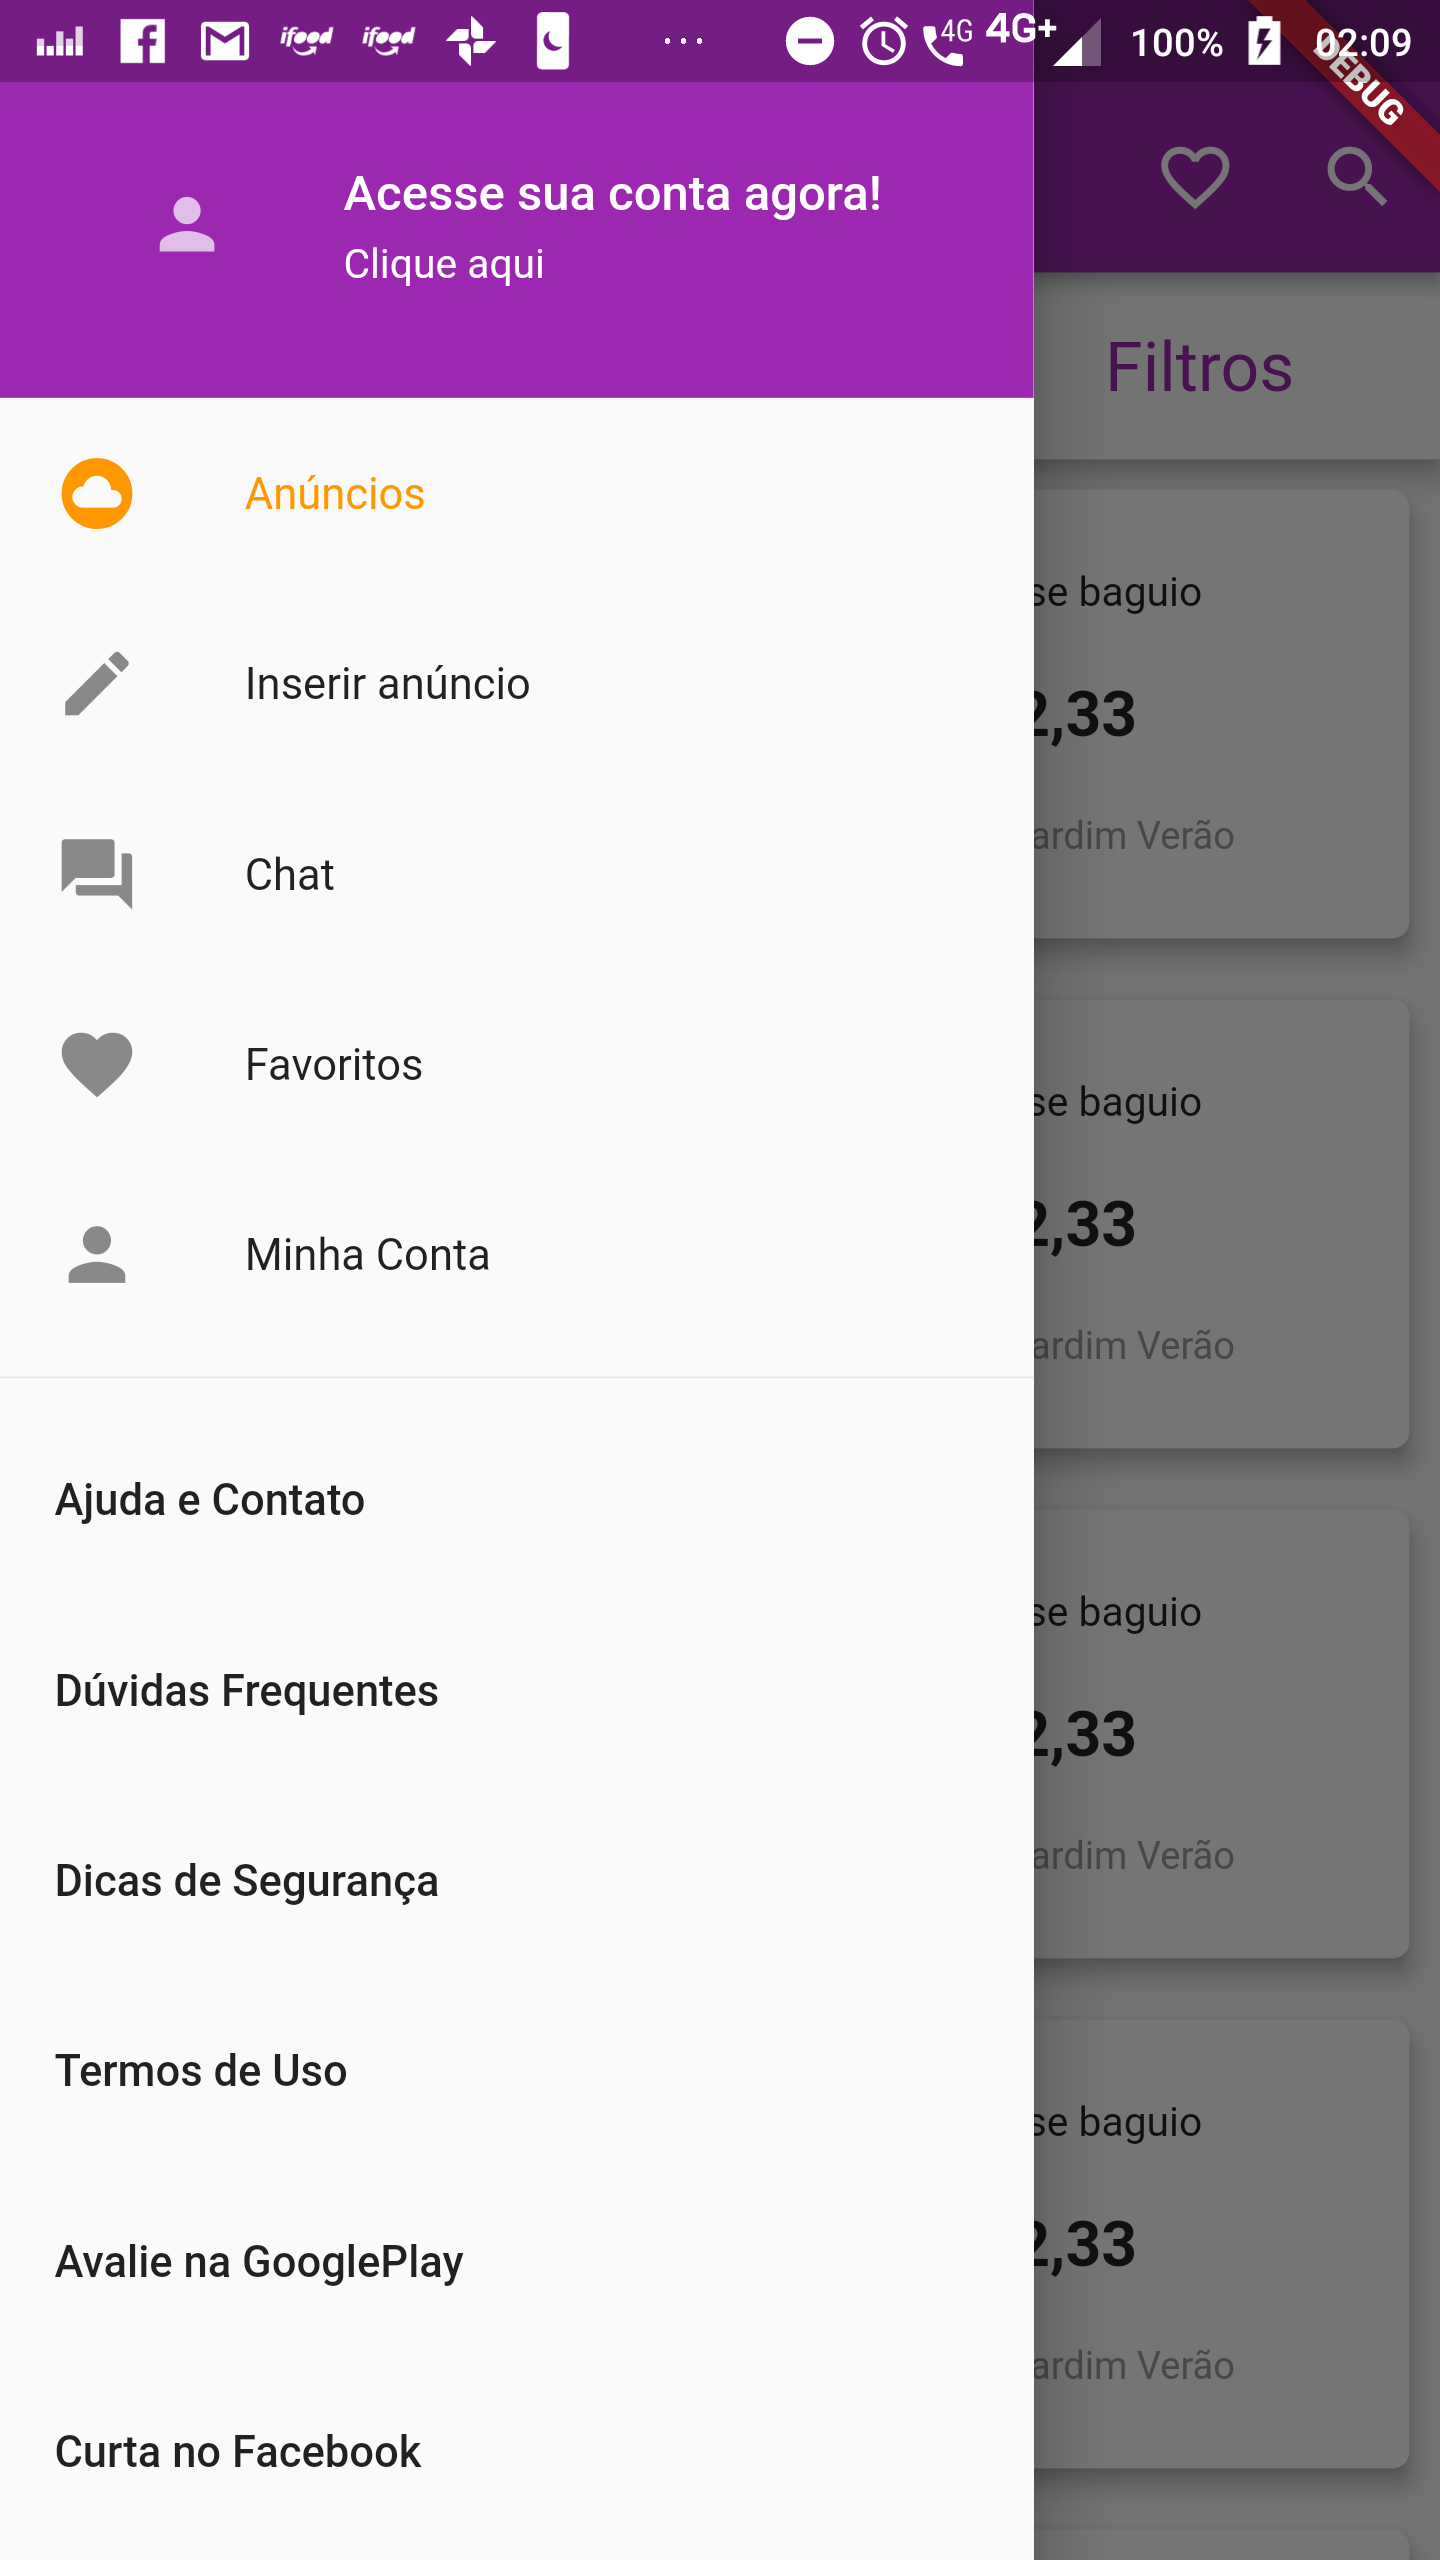 ifood ifood ... 4G 4G+ 100% 02:09
DEBUG
Acesse sua conta agora!
Clique aqui
Filtros
Anúncios
Inserir anúncio
Chat
Favoritos
Minha Conta
Ajuda e Contato
Dúvidas Frequentes
Dicas de Segurança
Termos de Uso
Avalie na GooglePlay
Curta no Facebook
se baguio
2,33
ardim Verão
se baguio
2,33
ardim Verão
se baguio
2,33
ardim Verão
se baguio
2,33
ardim Verão